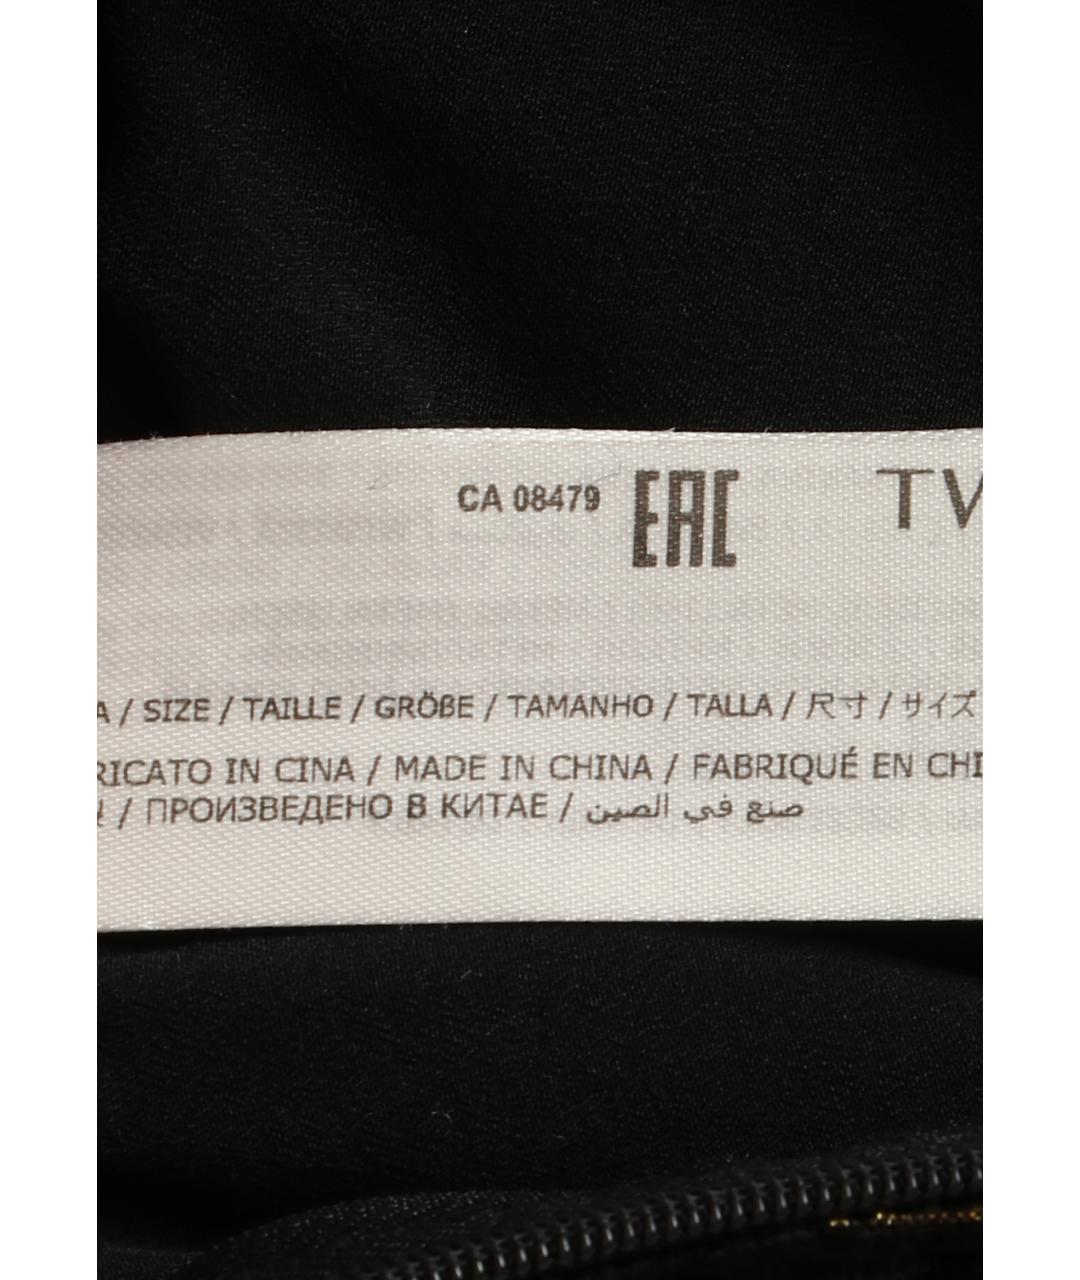 CA 08479 EAC TV
A / SIZE / TAILLE / GRÖBE / TAMANHO / TALLA / 尺寸 / サイズ
RICATO IN CINA / MADE IN CHINA / FABRIQUÉ EN CHI
/ ПРОИЗВЕДЕНО В КИТАЕ / صنع في الصين